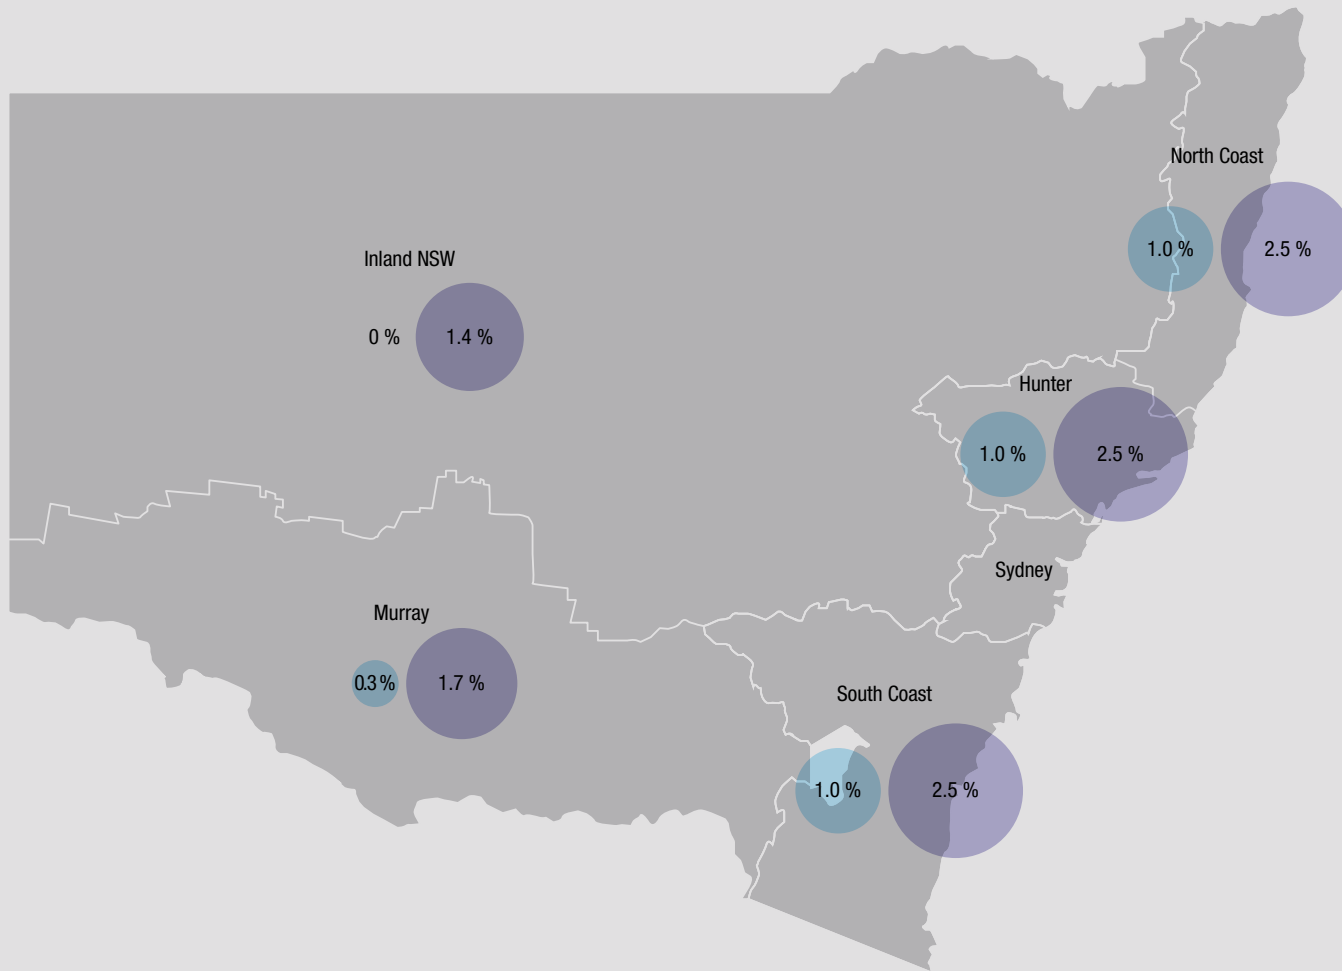 North Coast
1.0 %
2.5 %
Inland NSW
0 %
1.4 %
Hunter
1.0 %
2.5 %
Sydney
Murray
0.3 %
1.7 %
South Coast
1.0 %
2.5 %